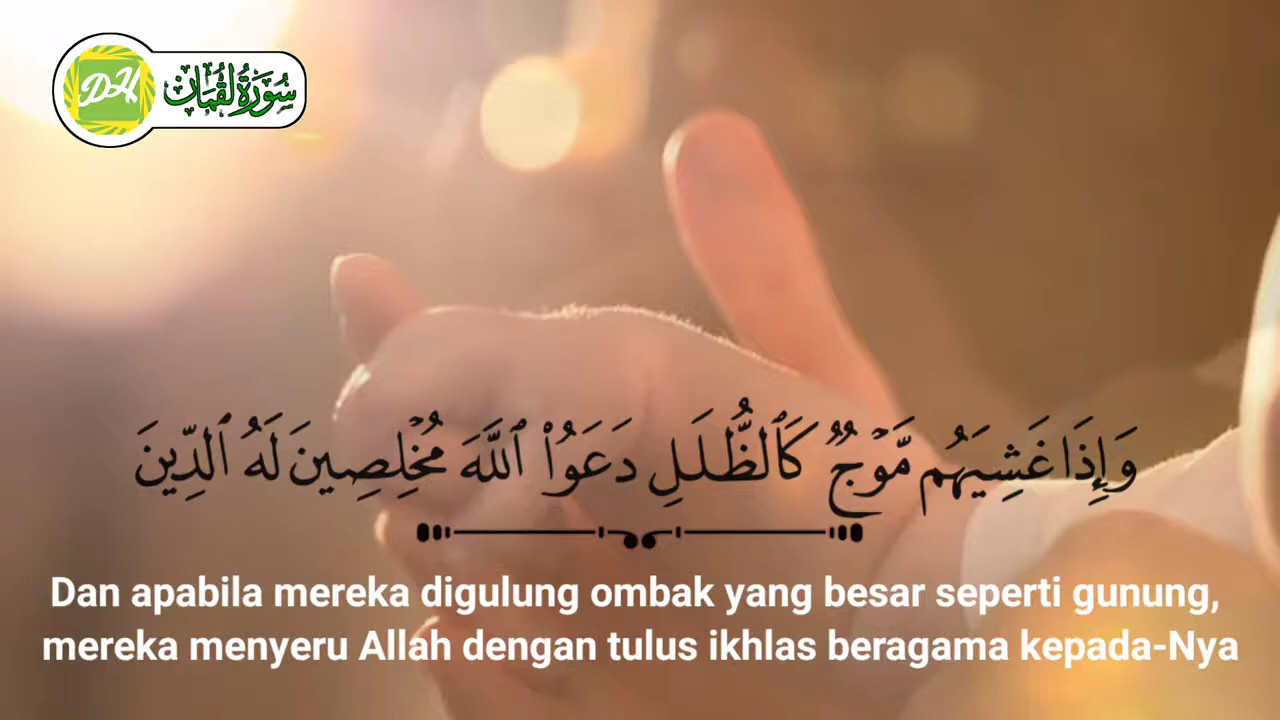 DH
سُورَةُ لُقْمَان
وَإِذَا غَشِيَهُم مَّوْجٌ كَٱلظُّلَلِ دَعَوُا۟ ٱللَّهَ مُخْلِصِينَ لَهُ ٱلدِّينَ
Dan apabila mereka digulung ombak yang besar seperti gunung,
mereka menyeru Allah dengan tulus ikhlas beragama kepada-Nya